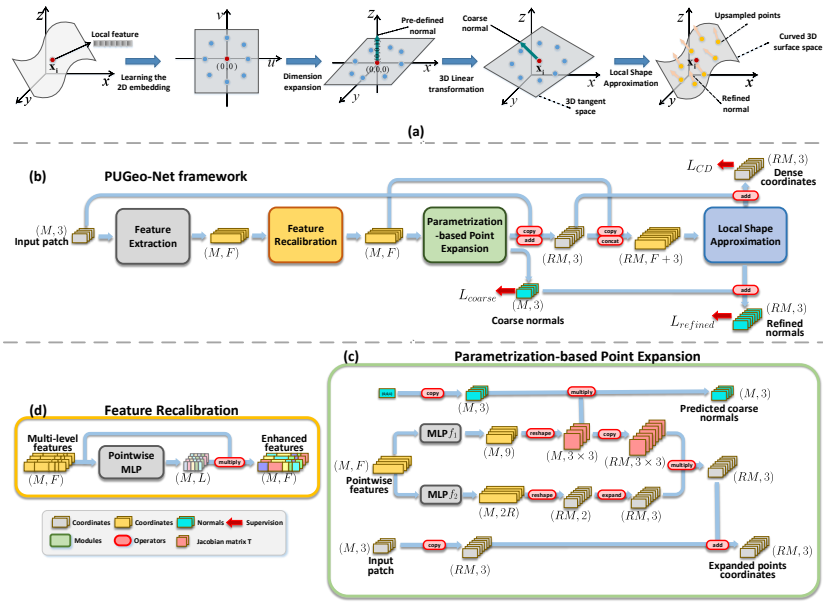 z
v
z
Pre-defined
normal
Coarse
normal
z
z
Upsampled points
Local feature
Curved 3D
surface space
x_i
(0, 0)
u
(0,0,0)
x_i
x_i
Learning the
2D embedding
Dimension
expansion
3D Linear
transformation
Local Shape
Approximation
x
y
x
y
x
y
3D tangent
space
x
y
Refined
normal
(a)
(b)
PUGeo-Net framework
L_{CD}
(RM, 3)
Dense
coordinates
add
(M, 3)
Input patch
Feature
Extraction
(M, F)
Feature
Recalibration
(M, F)
Parametrization
-based Point
Expansion
copy
add
(RM, 3)
copy
concat
(RM, F + 3)
Local Shape
Approximation
L_{coarse}
(M, 3)
Coarse normals
add
L_{refined}
(RM, 3)
Refined
normals
(c)
Parametrization-based Point Expansion
copy
(M, 3)
multiply
(M, 3)
Predicted coarse
normals
(M, F)
Pointwise
features
MLP f_1
(M, 9)
reshape
(M, 3 × 3)
copy
(RM, 3 × 3)
multiply
(RM, 3)
MLP f_2
(M, 2R)
reshape
(RM, 2)
expand
(RM, 3)
(M, 3)
Input
patch
copy
(RM, 3)
add
(RM, 3)
Expanded points
coordinates
(d)
Feature Recalibration
Multi-level
features
(M, F)
Pointwise
MLP
(M, L)
multiply
Enhanced
features
(M, F)
Coordinates
Coordinates
Normals
Supervision
Modules
Operators
Jacobian matrix T